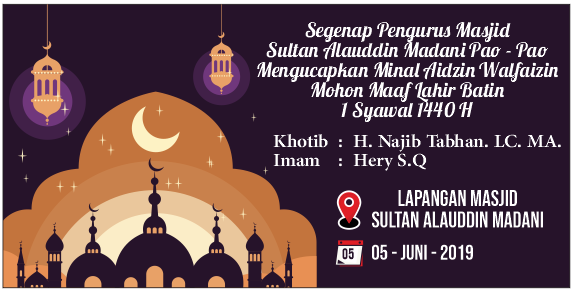 Segenap Pengurus Masjid
Sultan Alauddin Madani Pao - Pao
Mengucapkan Minal Aidzin Walfaizin
Mohon Maaf Lahir Batin
1 Syawal 1440 H
Khotib : H. Najib Tabhan. LC. MA.
Imam : Hery S.Q
LAPANGAN MASJID
SULTAN ALAUDDIN MADANI
05
05 - JUNI - 2019